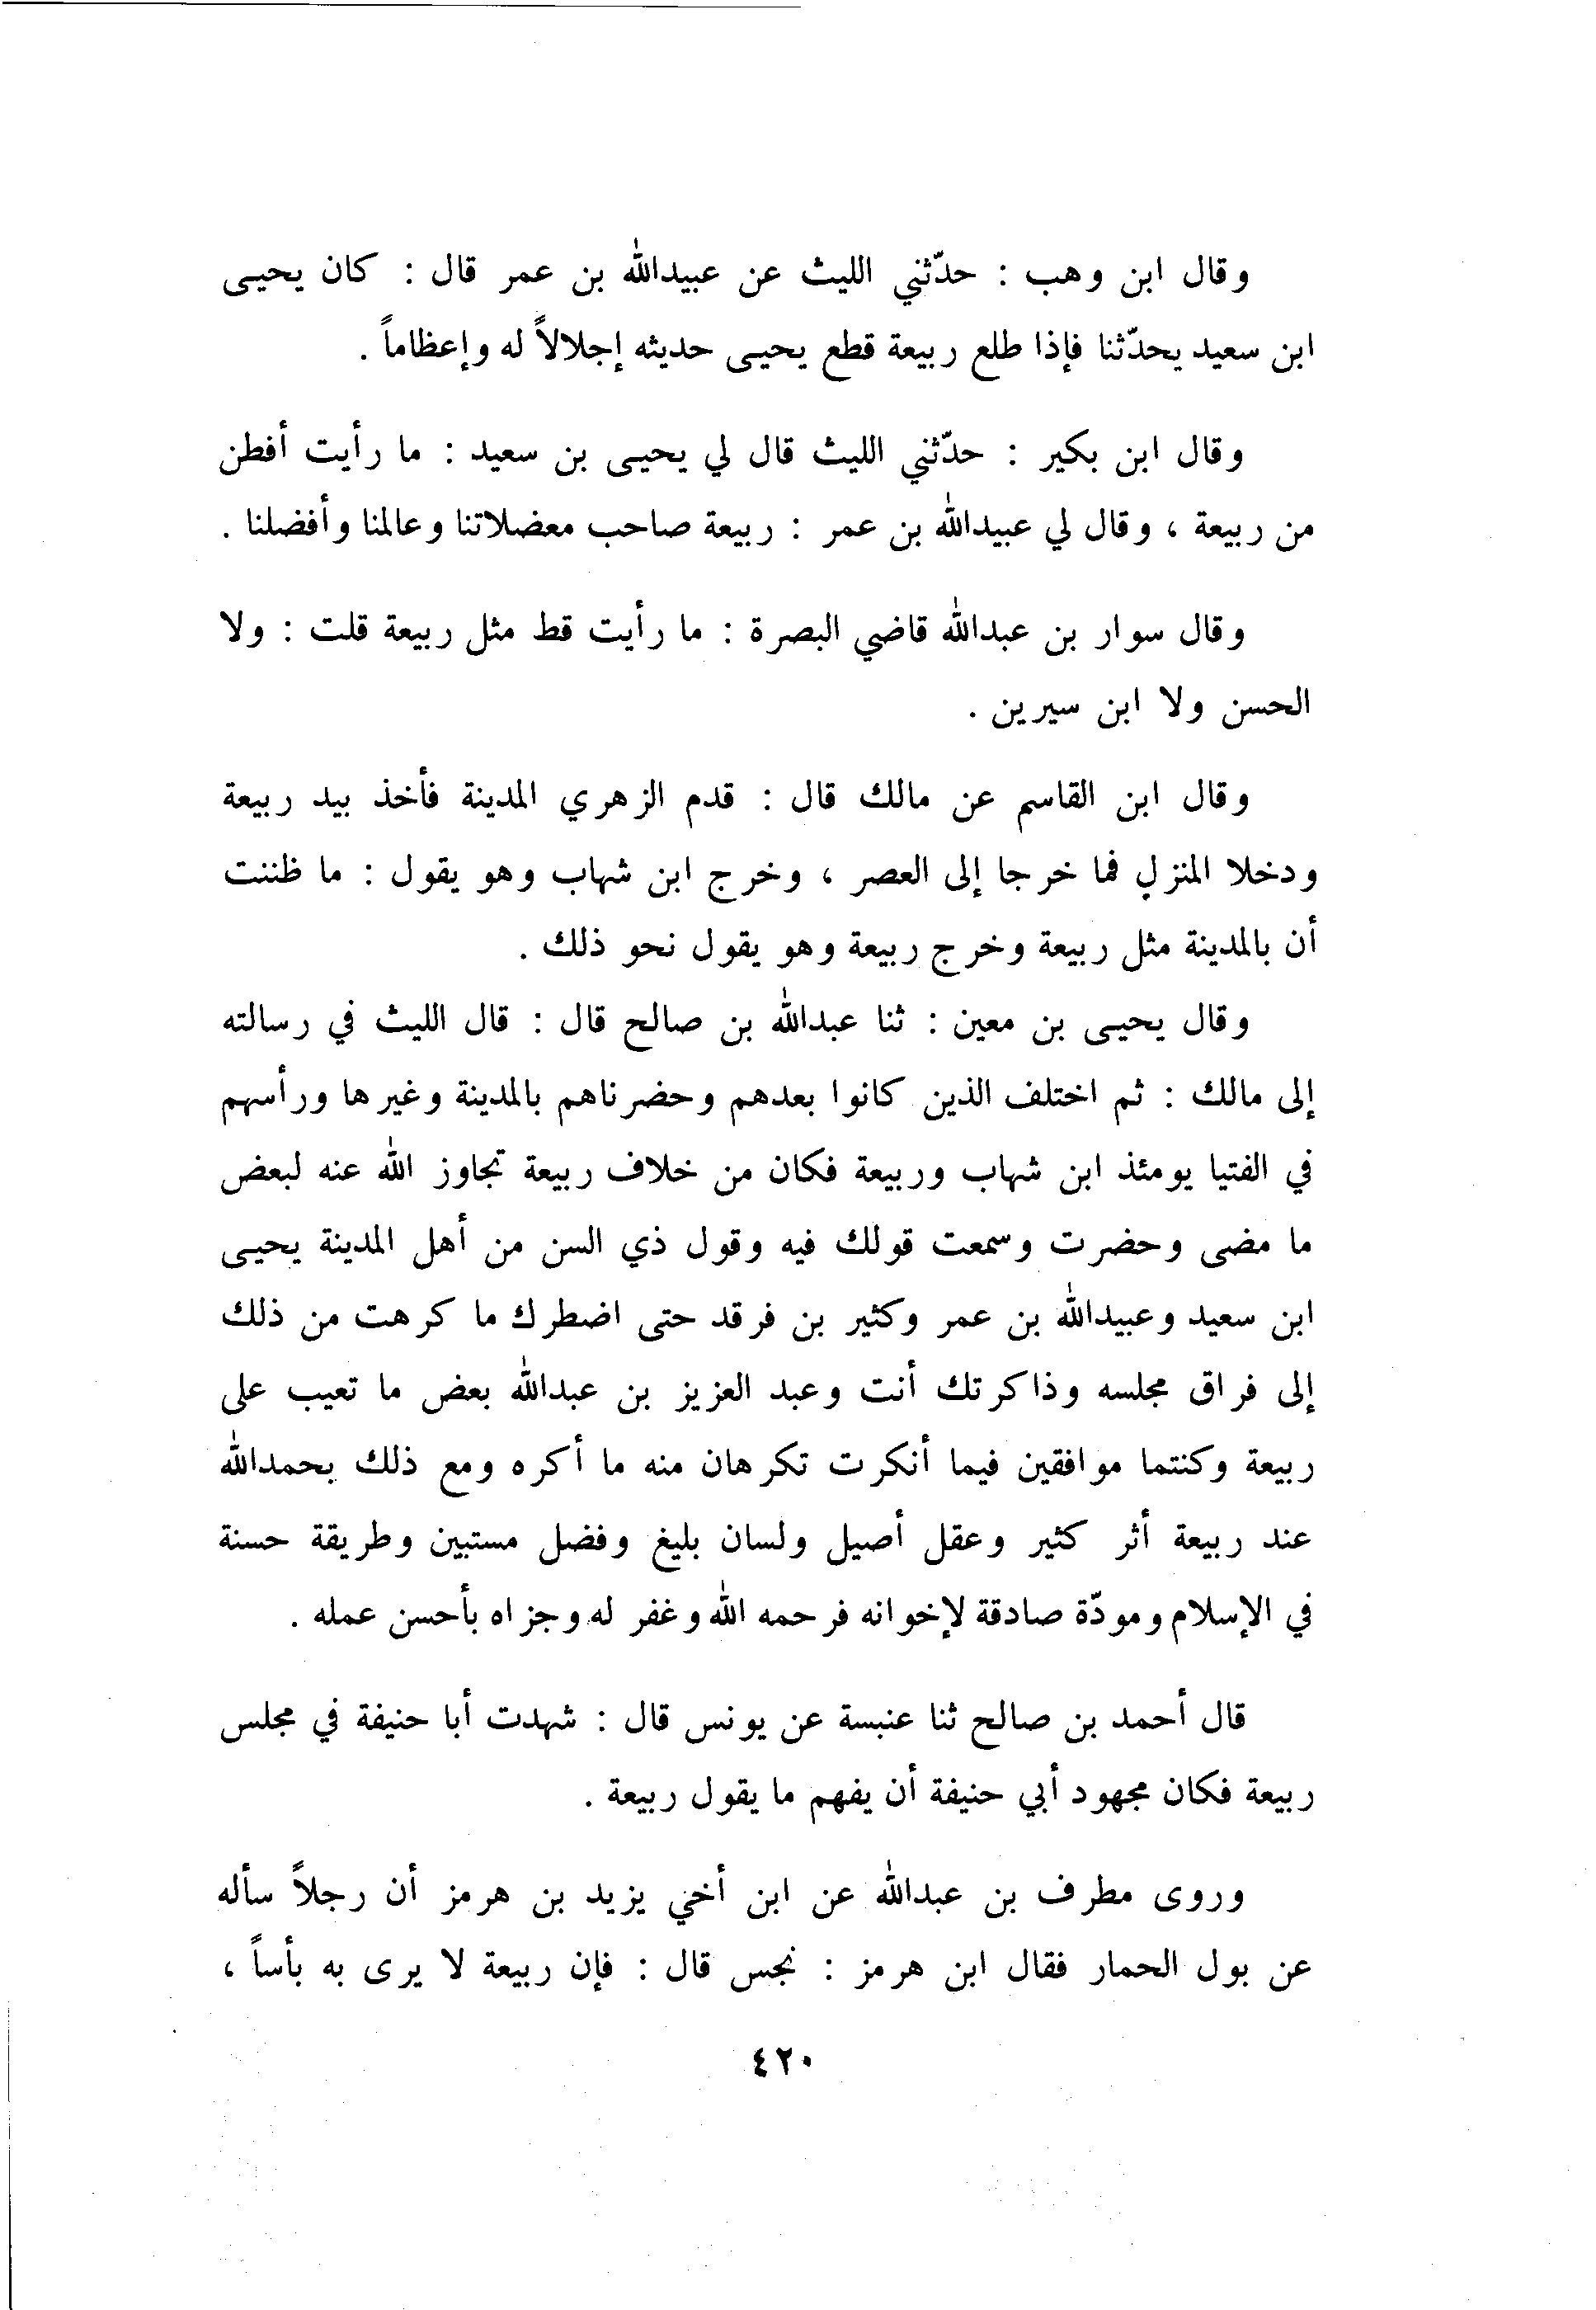 وقال ابن وهب : حدّثني الليث عن عبيدالله بن عمر قال : كان يحيى
ابن سعيد يحدّثنا فإذا طلع ربيعة قطع يحيى حديثه إجلالاً له وإعظاماً .
وقال ابن بكير : حدّثني الليث قال لي يحيى بن سعيد : ما رأيت أفطن
من ربيعة ، وقال لي عبيدالله بن عمر : ربيعة صاحب معضلاتنا وعالمنا وأفضلنا .
وقال سوار بن عبدالله قاضي البصرة : ما رأيت قط مثل ربيعة قلت : ولا
الحسن ولا ابن سيرين .
وقال ابن القاسم عن مالك قال : قدم الزهري المدينة فأخذ بيد ربيعة
ودخلا المنزل فما خرجا إلى العصر ، وخرج ابن شهاب وهو يقول : ما ظننت
أن بالمدينة مثل ربيعة وخرج ربيعة وهو يقول نحو ذلك .
وقال يحيى بن معين : ثنا عبدالله بن صالح قال : قال الليث في رسالته
إلى مالك : ثم اختلف الذين كانوا بعدهم وحضرناهم بالمدينة وغيرها ورأسهم
في الفتيا يومئذ ابن شهاب وربيعة فكان من خلاف ربيعة تجاوز الله عنه لبعض
ما مضى وحضرت وسمعت قولك فيه وقول ذي السن من أهل المدينة يحيى
ابن سعيد وعبيدالله بن عمر وكثير بن فرقد حتى اضطرك ما كرهت من ذلك
إلى فراق مجلسه وذاكرتك أنت وعبد العزيز بن عبدالله بعض ما تعيب على
ربيعة وكنتما موافقين فيما أنكرت تكرهان منه ما أكره ومع ذلك بحمدالله
عند ربيعة أثر كثير وعقل أصيل ولسان بليغ وفضل مستبين وطريقة حسنة
في الإسلام ومودّة صادقة لإخوانه فرحمه الله وغفر له وجزاه بأحسن عمله .
قال أحمد بن صالح ثنا عنبسة عن يونس قال : شهدت أبا حنيفة في مجلس
ربيعة فكان مجهود أبي حنيفة أن يفهم ما يقول ربيعة .
وروى مطرف بن عبدالله عن ابن أخي يزيد بن هرمز أن رجلاً سأله
عن بول الحمار فقال ابن هرمز : نجس قال : فإن ربيعة لا يرى به بأساً ،
٤٢٠